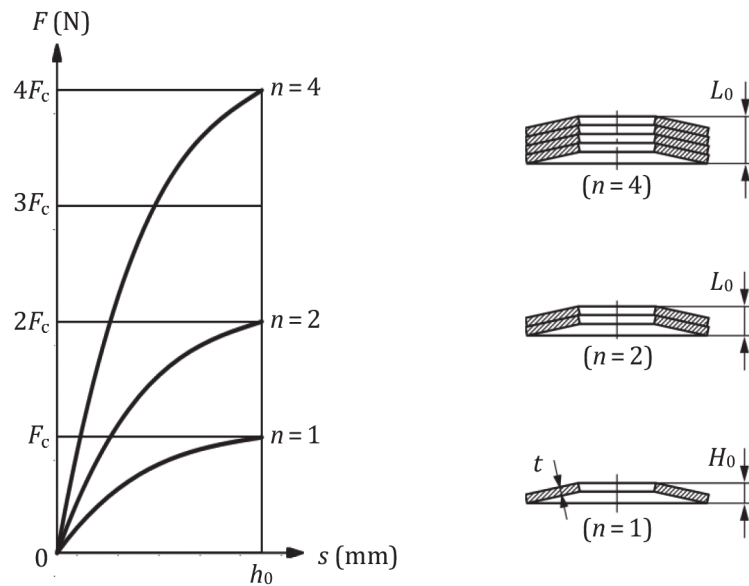 F (N)
4Fc
n = 4
3Fc
2Fc
n = 2
Fc
n = 1
0
h0
s (mm)
L0
(n = 4)
L0
(n = 2)
t
H0
(n = 1)